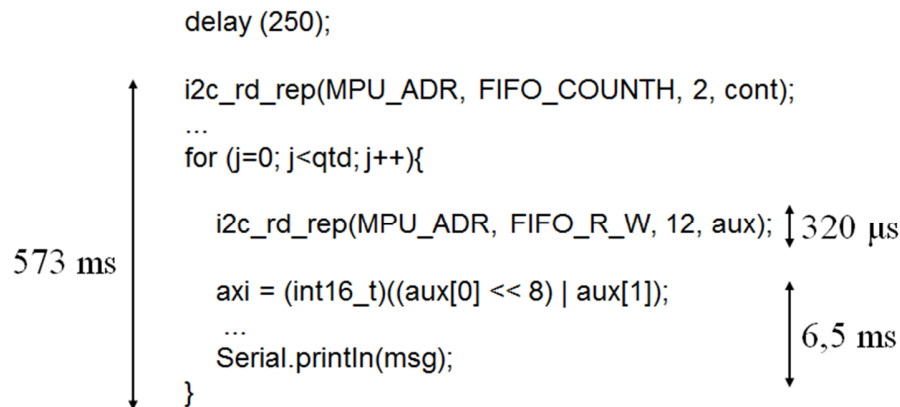 delay (250);
i2c_rd_rep(MPU_ADR, FIFO_COUNTH, 2, cont);
...
for (j=0; j<qtd; j++){
i2c_rd_rep(MPU_ADR, FIFO_R_W, 12, aux); 320 µs
573 ms
axi = (int16_t)((aux[0] << 8) | aux[1]);
...
6,5 ms
Serial.println(msg);
}